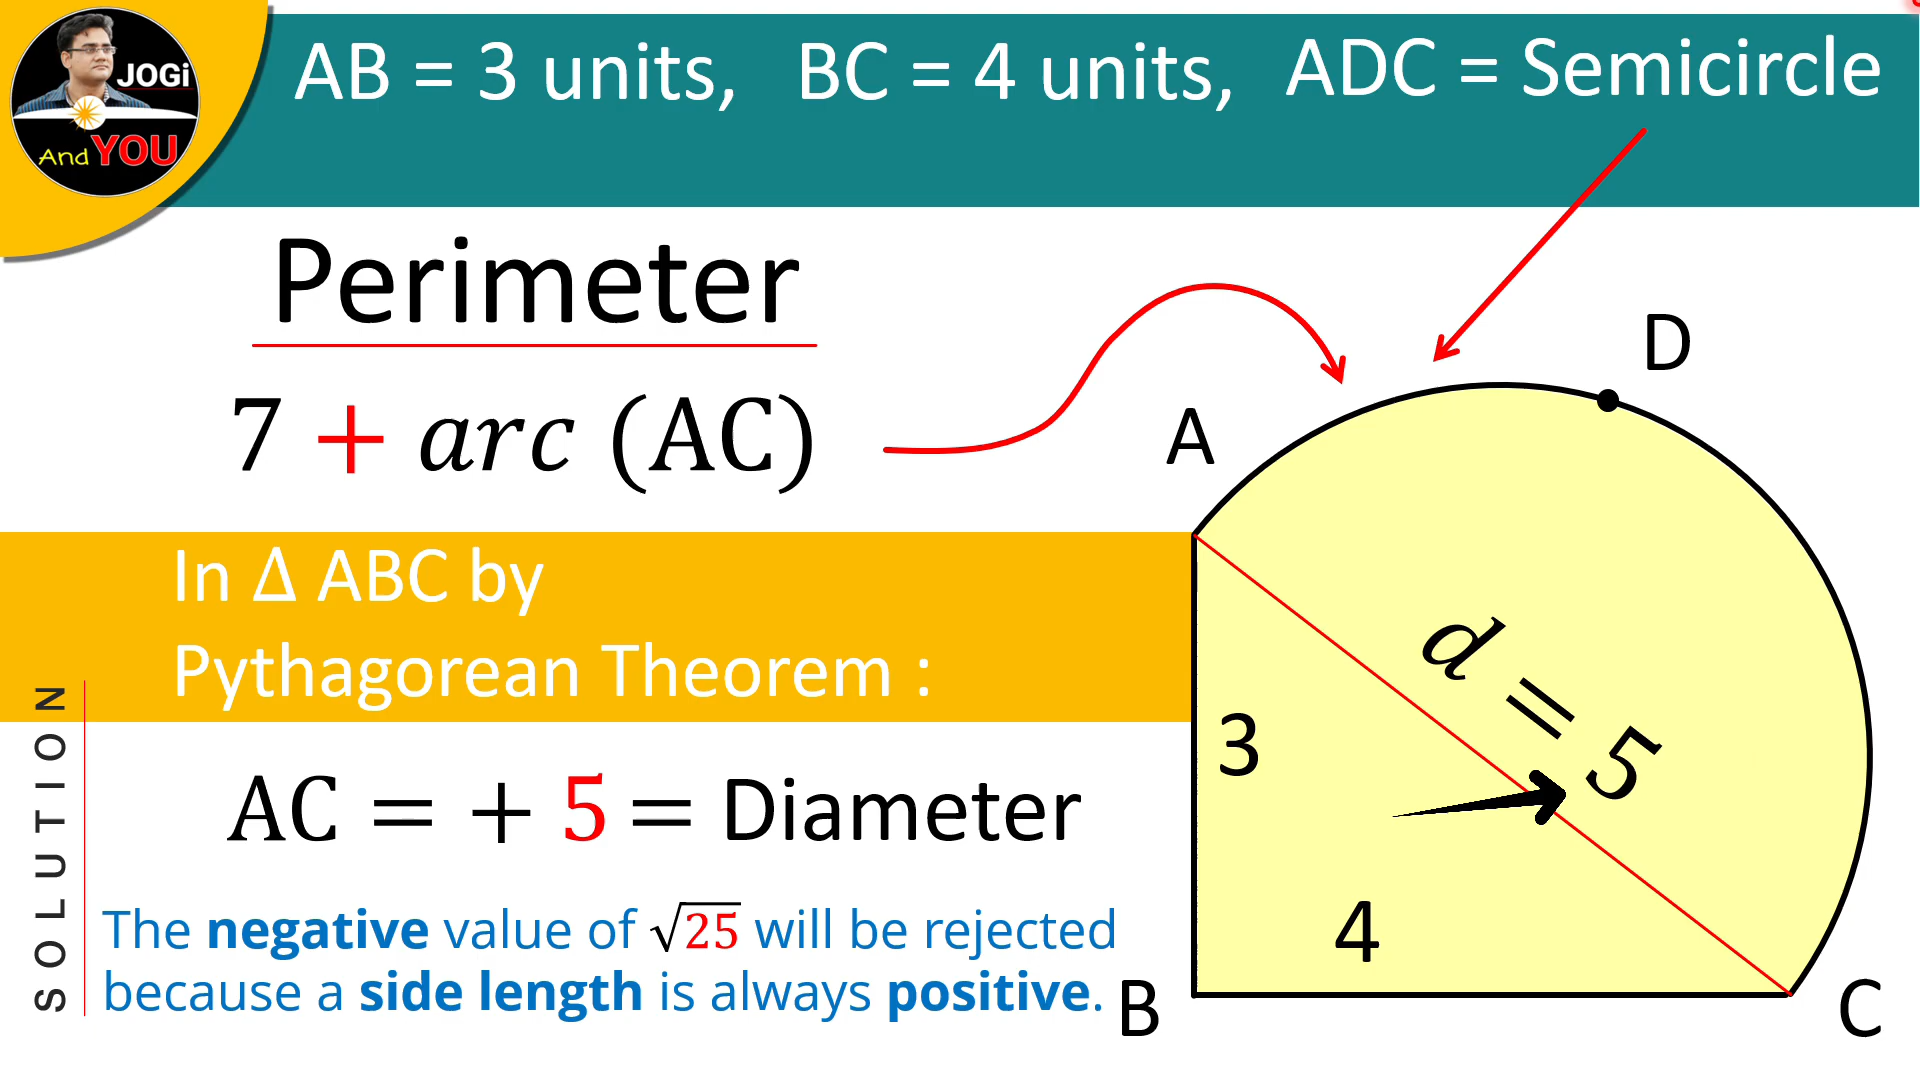 JOGi
And YOU
AB = 3 units, BC = 4 units, ADC = Semicircle
Perimeter
7 + arc (AC)
In Δ ABC by
Pythagorean Theorem :
AC = + 5 = Diameter
The negative value of √25 will be rejected
because a side length is always positive.
SOLUTION
A
D
d = 5
3
4
B
C